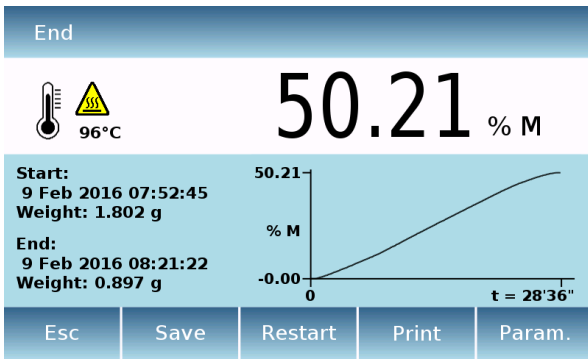 End
96°C
50.21 % M
Start:
9 Feb 2016 07:52:45
Weight: 1.802 g
End:
9 Feb 2016 08:21:22
Weight: 0.897 g
50.21
% M
-0.00
0
t = 28'36"
Esc Save Restart Print Param.